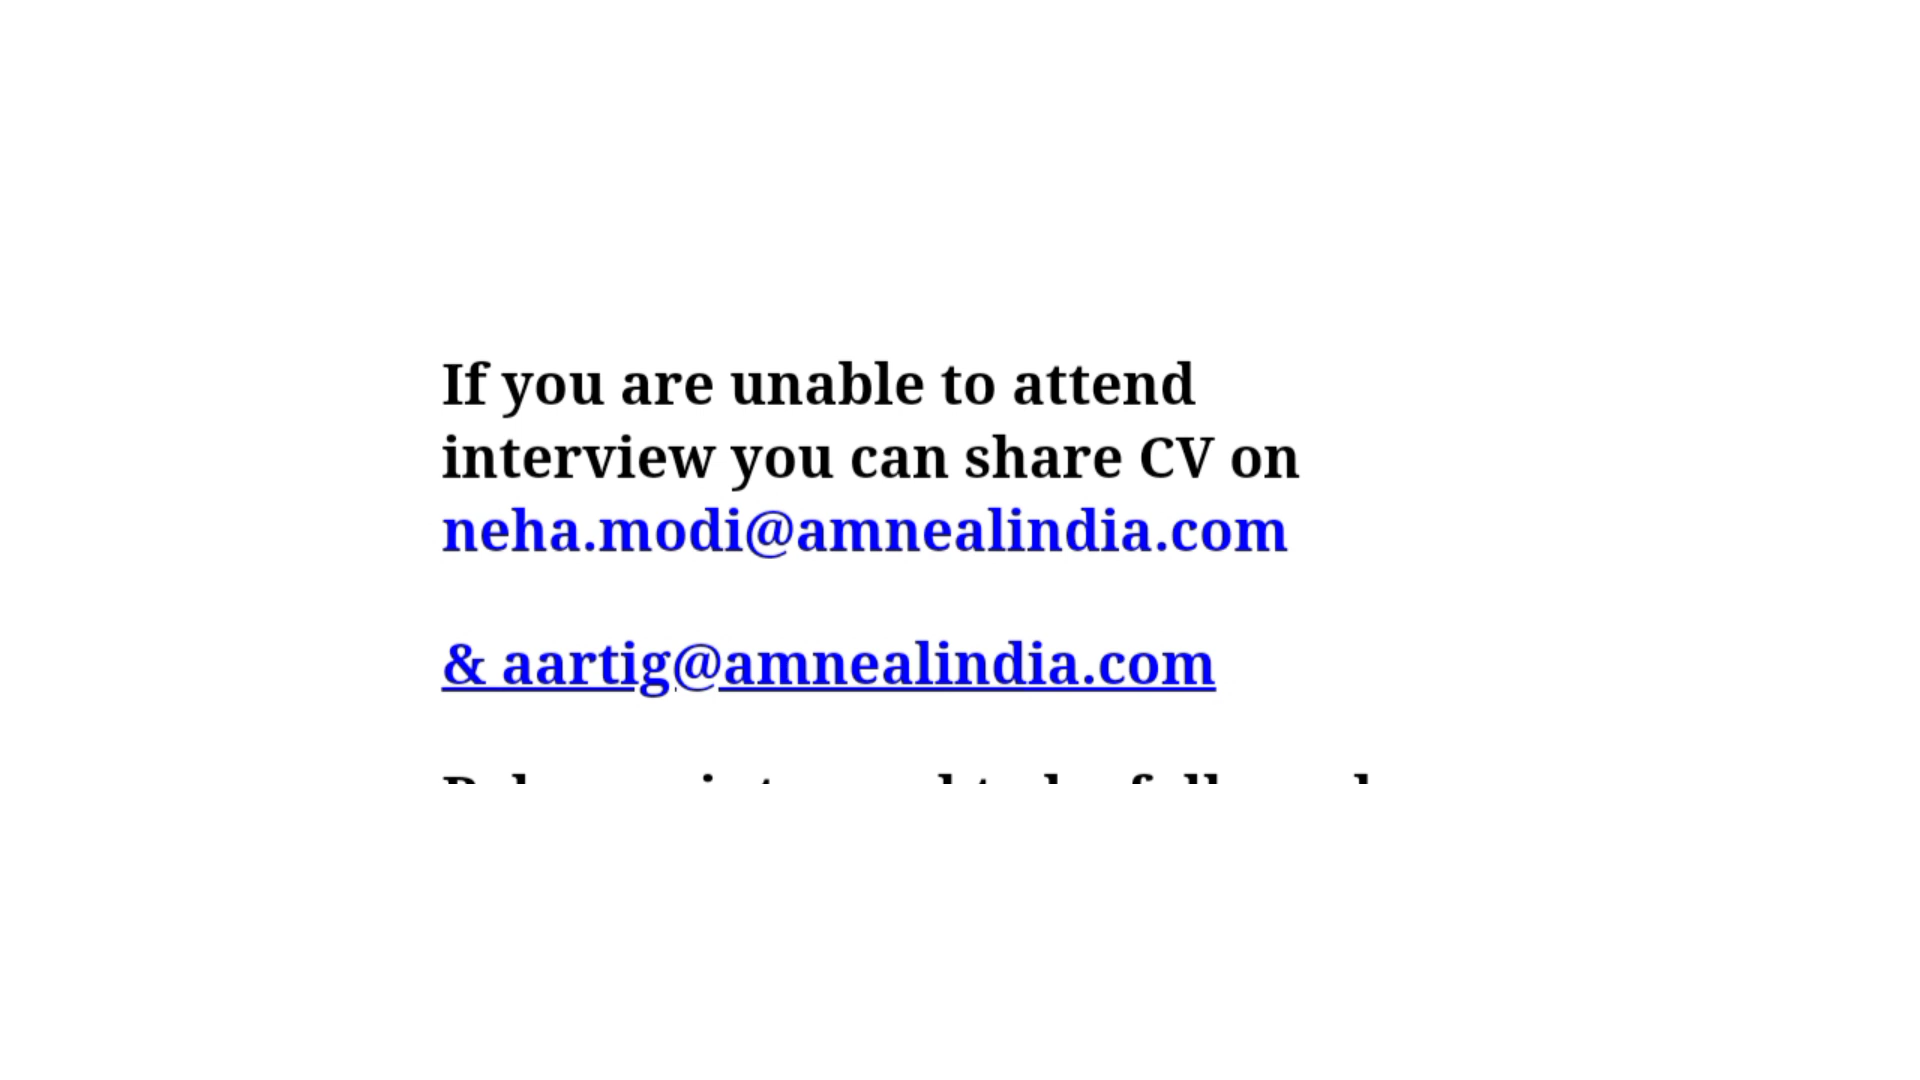 If you are unable to attend
interview you can share CV on
neha.modi@amnealindia.com
& aartig@amnealindia.com